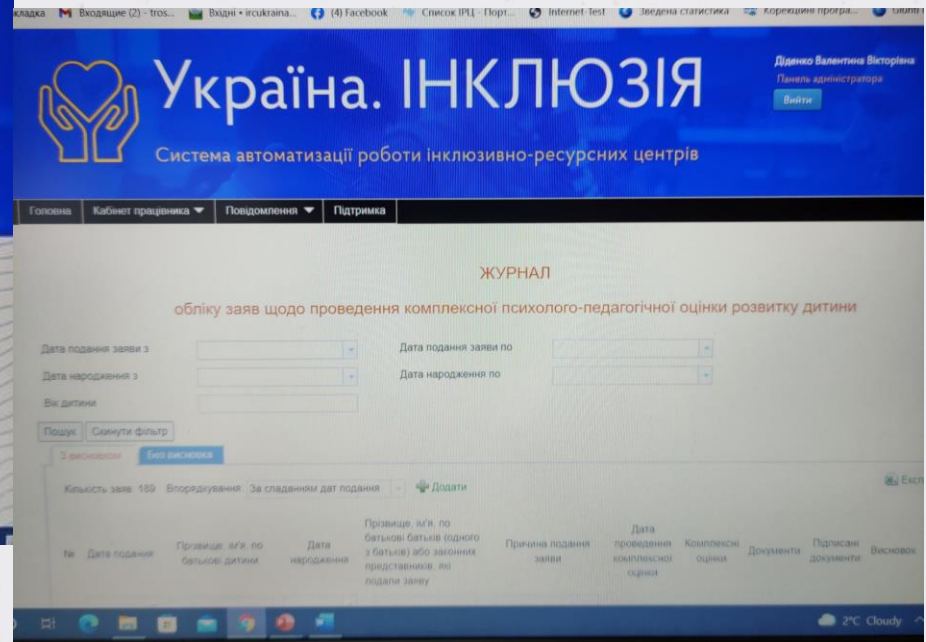 кладка Входящие (2) - tros... Вхідні • ircukraina... (4) Facebook Список ІРЦ - Порт... Internet-Test Зведена статистика Корекційні програ...
Україна. ІНКЛЮЗІЯ
Система автоматизації роботи інклюзивно-ресурсних центрів
Діденко Валентина Вікторівна
Панель адміністратора
Вийти
Головна Кабінет працівника Повідомлення Підтримка
ЖУРНАЛ
обліку заяв щодо проведення комплексної психолого-педагогічної оцінки розвитку дитини
Дата подання заяви з Дата подання заяви по
Дата народження з Дата народження по
Вік дитини
Пошук Скинути фільтр
З висновком Без висновка
Кількість заяв: 189 Впорядкування: За спаданням дат подання Додати Експ
№ Дата подання
Прізвище, ім'я, по
батькові дитини
Дата
народження
Прізвище, ім'я, по
батькові батьків (одного
з батьків) або законних
представників, які
подали заяву
Причина подання
заяви
Дата
проведення
комплексної
оцінки
Комплексні
оцінки
Документи
Підписані
документи
Висновок
2°C Cloudy